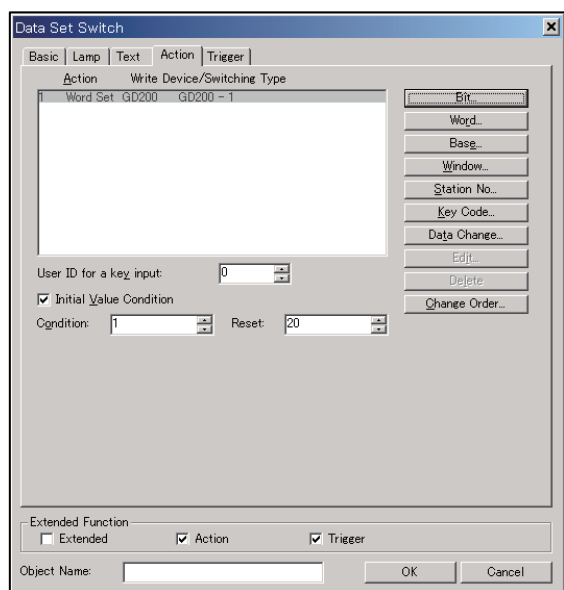 Data Set Switch
Basic Lamp Text Action Trigger
Action Write Device/Switching Type
1 Word Set GD200 GD200 - 1
Bit...
Word...
Base...
Window...
Station No...
Key Code...
Data Change...
Edit...
Delete
Change Order...
User ID for a key input: 0
Initial Value Condition
Condition: 1 Reset: 20
Extended Function
Extended Action Trigger
Object Name: OK Cancel